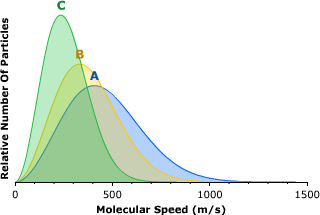 C
B
A
Relative Number Of Particles
0 500 1000 1500
Molecular Speed (m/s)